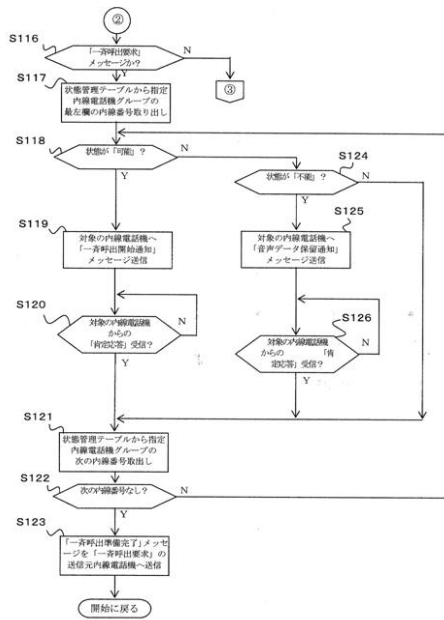 ②
S116
「一斉呼出要求」
メッセージか?
N
Y
③
S117
状態管理テーブルから指定
内線電話機グループの
最左欄の内線番号取り出し
S118
状態が「可能」?
N
Y
S124
状態が「不能」?
N
Y
S119
対象の内線電話機へ
「一斉呼出開始通知」
メッセージ送信
S125
対象の内線電話機へ
「音声データ保留通知」
メッセージ送信
S120
対象の内線電話機
からの
「肯定応答」受信?
N
Y
S126
対象の内線電話機
からの 「肯
定応答」受信?
N
Y
S121
状態管理テーブルから指定
内線電話機グループの
次の内線番号取出し
S122
次の内線番号なし?
N
Y
S123
「一斉呼出準備完了」メッセ
ージを「一斉呼出要求」の
送信元内線電話機へ送信
開始に戻る